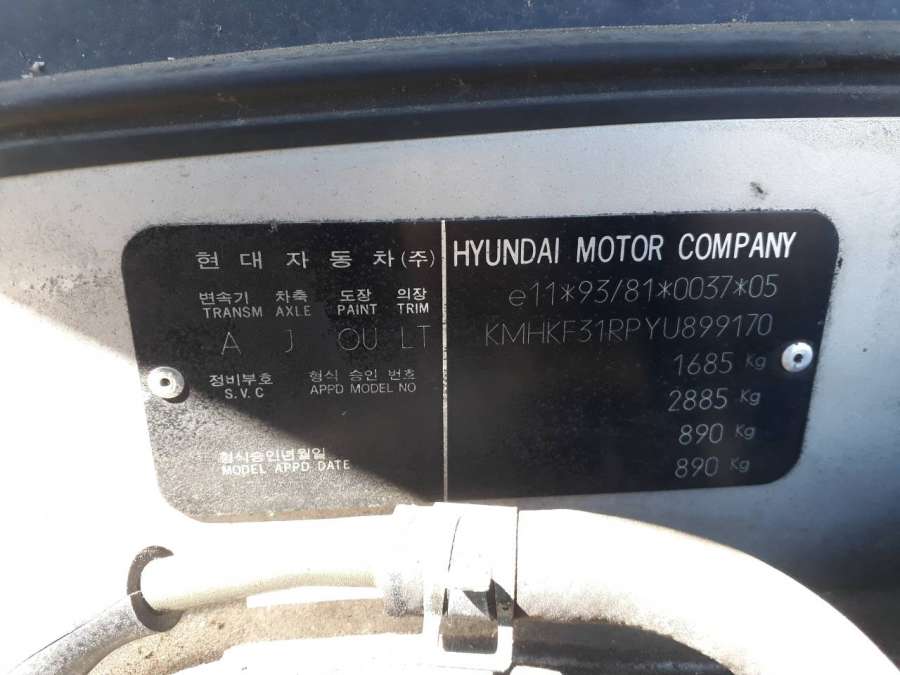 현대자동차(주)
변속기 차축 도장 의장
TRANSM AXLE PAINT TRIM
A J OU LT
정비부호 형식 승인 번호
S.V.C APPD MODEL NO
형식승인년월일
MODEL APPD DATE
HYUNDAI MOTOR COMPANY
e11*93/81*0037*05
KMHKF31RPYU899170
1685 Kg
2885 Kg
890 Kg
890 Kg